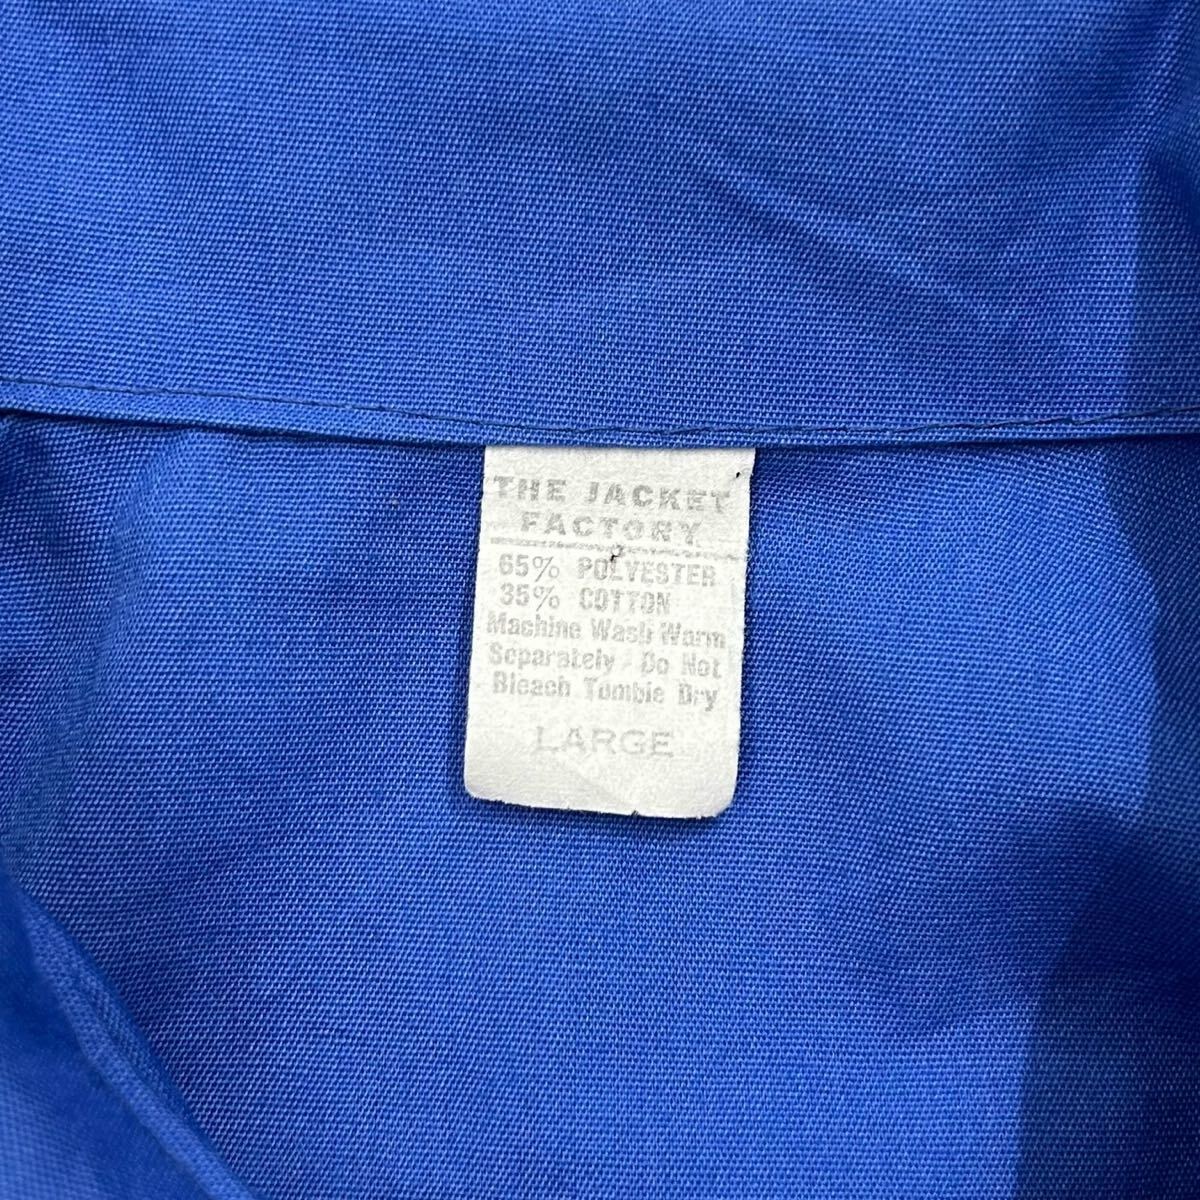 THE JACKET
FACTORY
65% POLYESTER
35% COTTON
Machine Wash Warm
Separately - Do Not
Bleach Tumble Dry
LARGE